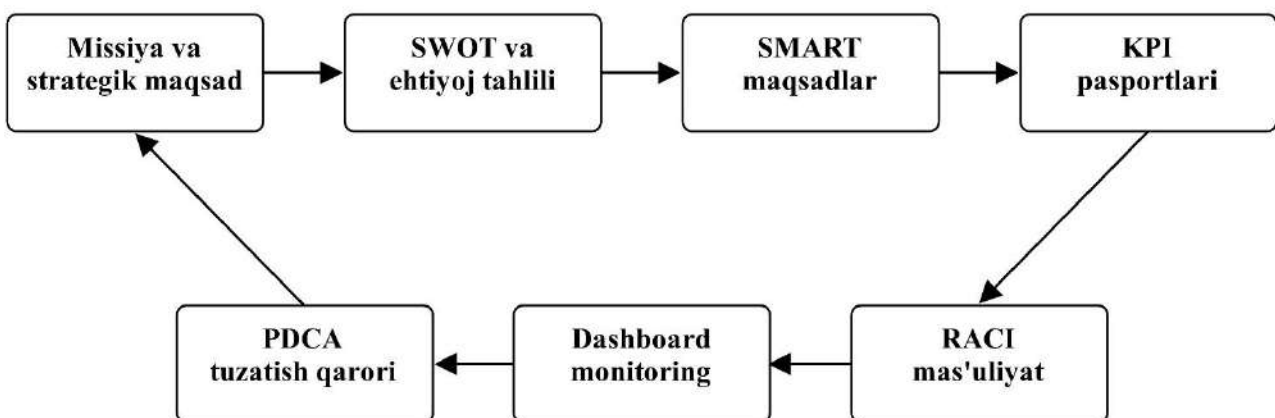 Missiya va
strategik maqsad
SWOT va
ehtiyoj tahlili
SMART
maqsadlar
KPI
pasportlari
PDCA
tuzatish qarori
Dashboard
monitoring
RACI
mas'uliyat